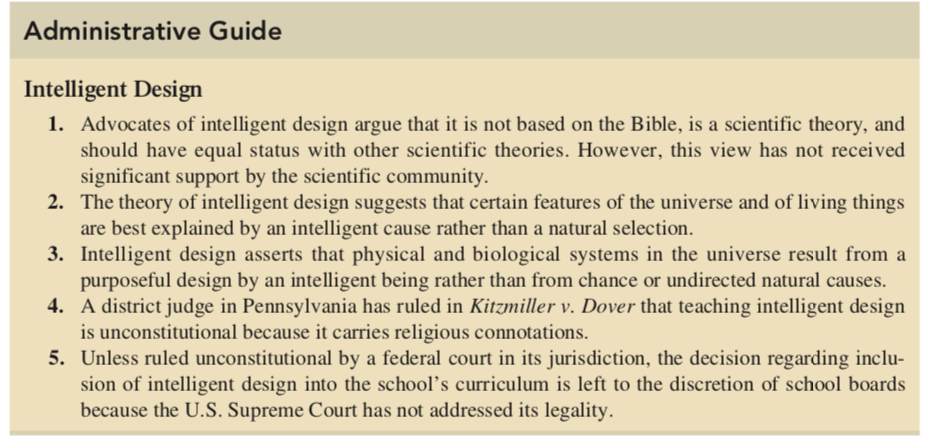 Administrative Guide
Intelligent Design
1. Advocates of intelligent design argue that it is not based on the Bible, is a scientific theory, and
should have equal status with other scientific theories. However, this view has not received
significant support by the scientific community.
2. The theory of intelligent design suggests that certain features of the universe and of living things
are best explained by an intelligent cause rather than a natural selection.
3. Intelligent design asserts that physical and biological systems in the universe result from a
purposeful design by an intelligent being rather than from chance or undirected natural causes.
4. A district judge in Pennsylvania has ruled in Kitzmiller v. Dover that teaching intelligent design
is unconstitutional because it carries religious connotations.
5. Unless ruled unconstitutional by a federal court in its jurisdiction, the decision regarding inclu-
sion of intelligent design into the school’s curriculum is left to the discretion of school boards
because the U.S. Supreme Court has not addressed its legality.